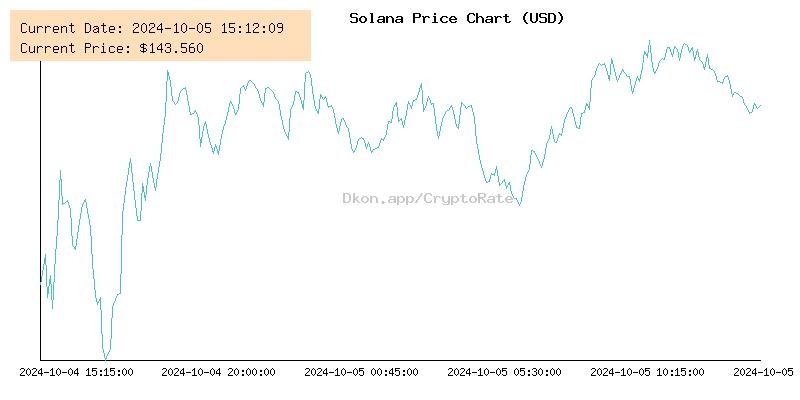 Solana Price Chart (USD)
Current Date: 2024-10-05 15:12:09
Current Price: $143.560
Dkon.app/CryptoRate
2024-10-04 15:15:00 2024-10-04 20:00:00 2024-10-05 00:45:00 2024-10-05 05:30:00 2024-10-05 10:15:00 2024-10-05